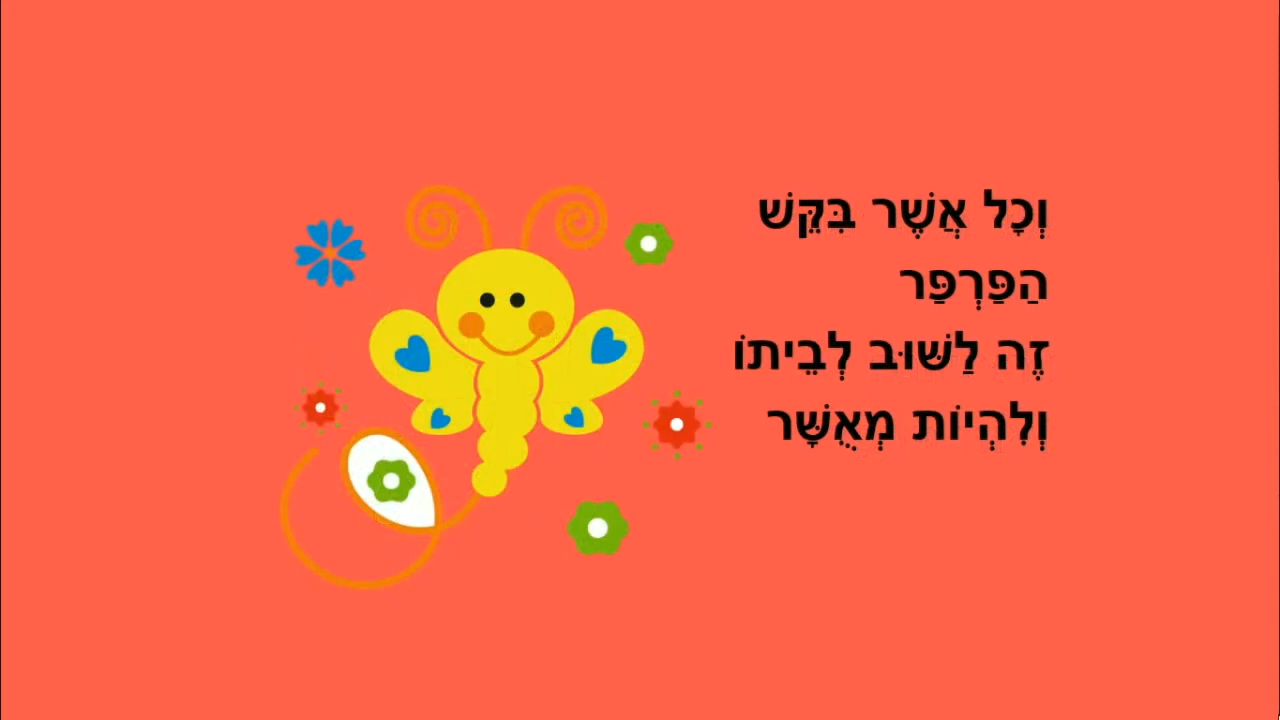 וְכָל אֲשֶׁר בִּקֵּשׁ
הַפַּרְפַּר
זֶה לַשּׁוּב לְבֵיתוֹ
וְלִהְיוֹת מְאֻשָּׁר